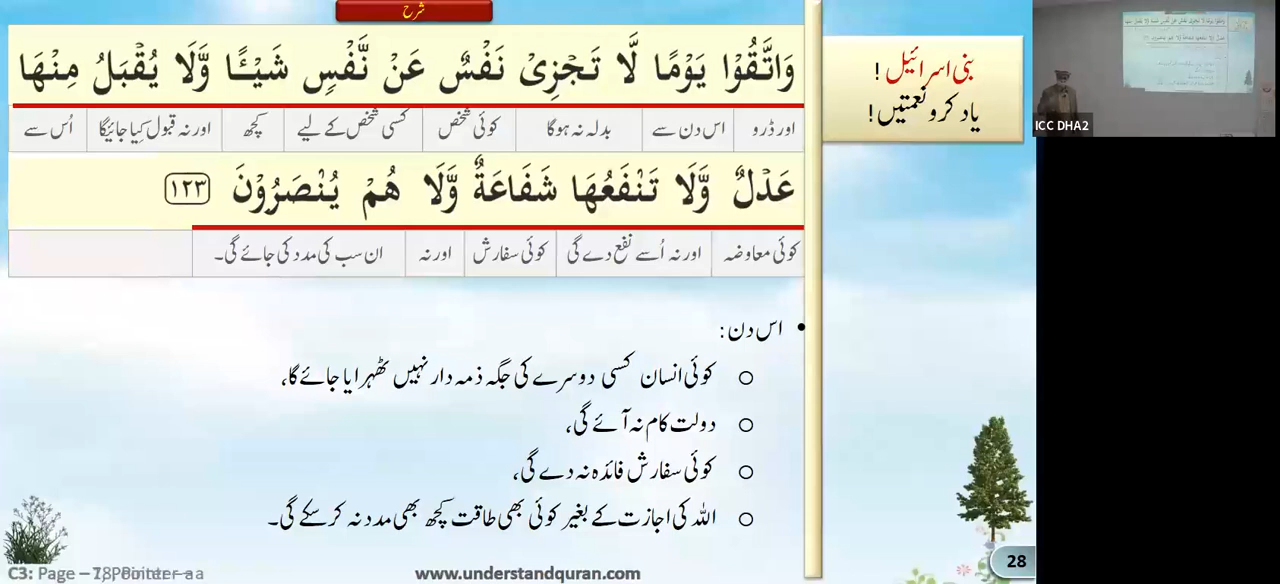 شرح
وَاتَّقُوْا يَوْمًا لَّا تَجْزِىْ نَفْسٌ عَنْ نَّفْسٍ شَيْـًٔا وَّلَا يُقْبَلُ مِنْهَا
اور ڈرو اس دن سے بدلہ نہ ہوگا کوئی شخص کسی شخص کے لیے کچھ اور نہ قبول کیا جائیگا اُس سے
عَدْلٌ وَّلَا تَنْفَعُهَا شَفَاعَةٌ وَّلَا هُمْ يُنْصَرُوْنَ ١٢٣
کوئی معاوضہ اور نہ اُسے نفع دے گی کوئی سفارش اور نہ ان سب کی مدد کی جائے گی۔
بنی اسرائیل !
یاد کرو نعمتیں!
• اس دن:
○ کوئی انسان کسی دوسرے کی جگہ ذمہ دار نہیں ٹھہرایا جائے گا،
○ دولت کام نہ آئے گی،
○ کوئی سفارش فائدہ نہ دے گی،
○ اللہ کی اجازت کے بغیر کوئی بھی طاقت کچھ بھی مدد نہ کر سکے گی۔
C3: Page –
www.understandquran.com
28
ICC DHA2